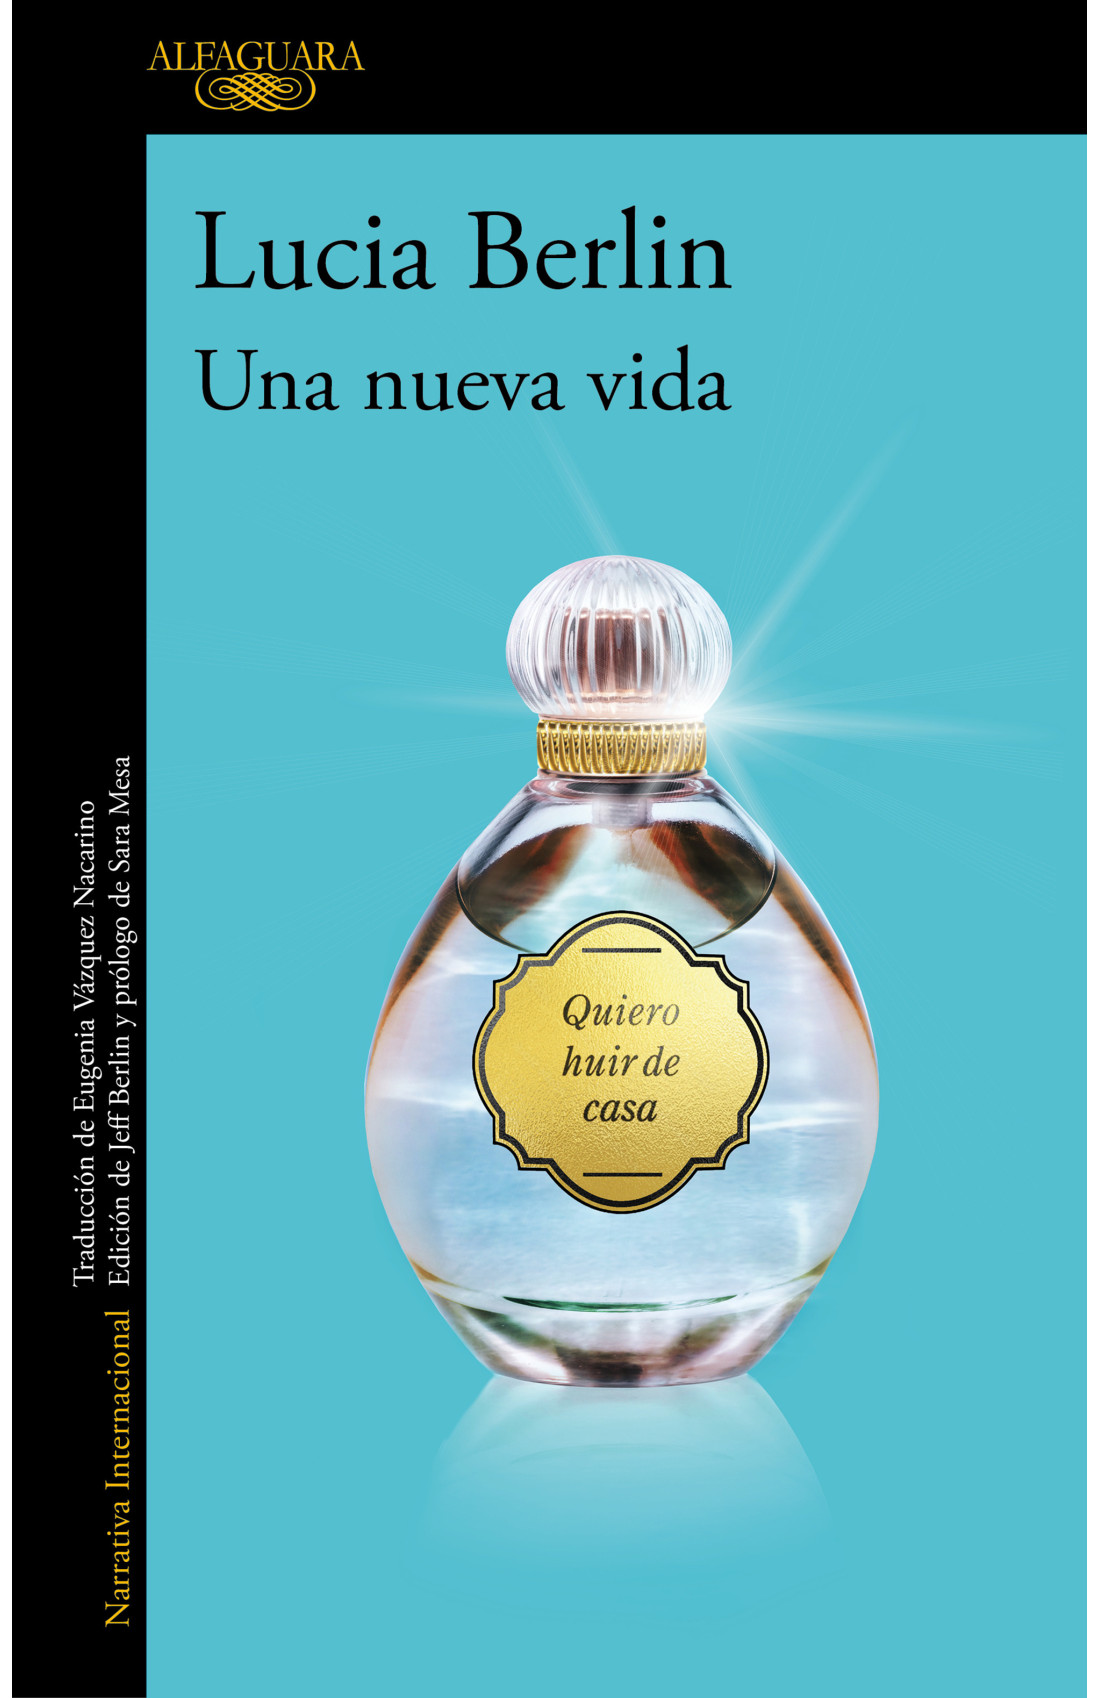 ALFAGUARA
Lucia Berlin
Una nueva vida
Quiero
huir de
casa
Traducción de Eugenia Vázquez Nacarino
Edición de Jeff Berlin y prólogo de Sara Mesa
Narrativa Internacional